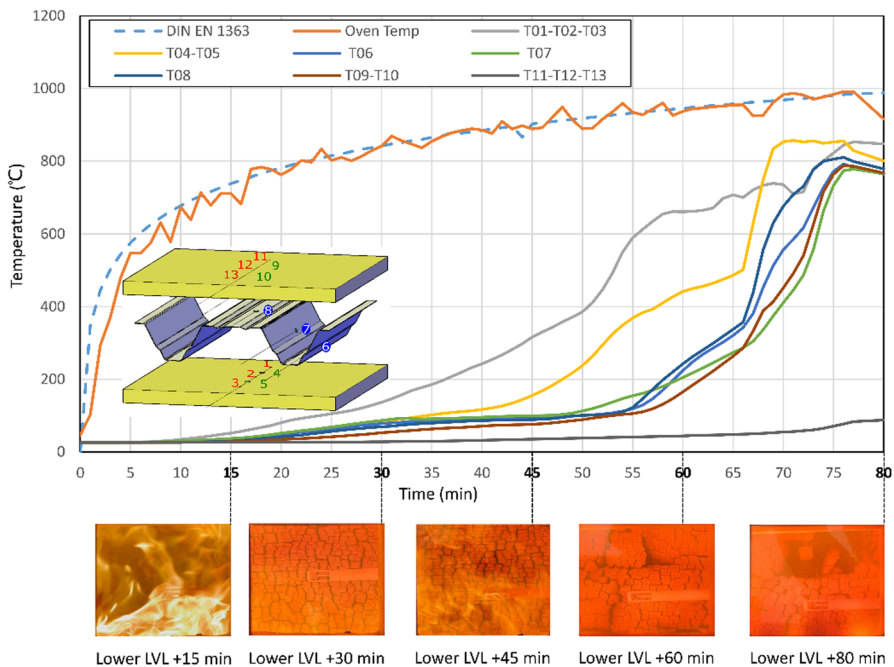 1200
1000
800
600
400
200
0
Temperature (°C)
DIN EN 1363
Oven Temp
T01-T02-T03
T04-T05
T06
T07
T08
T09-T10
T11-T12-T13
11
12
9
13
10
8
7
6
1
2
4
3
5
0 5 10 15 20 25 30 35 40 45 50 55 60 65 70 75 80
Time (min)
Lower LVL +15 min
Lower LVL +30 min
Lower LVL +45 min
Lower LVL +60 min
Lower LVL +80 min